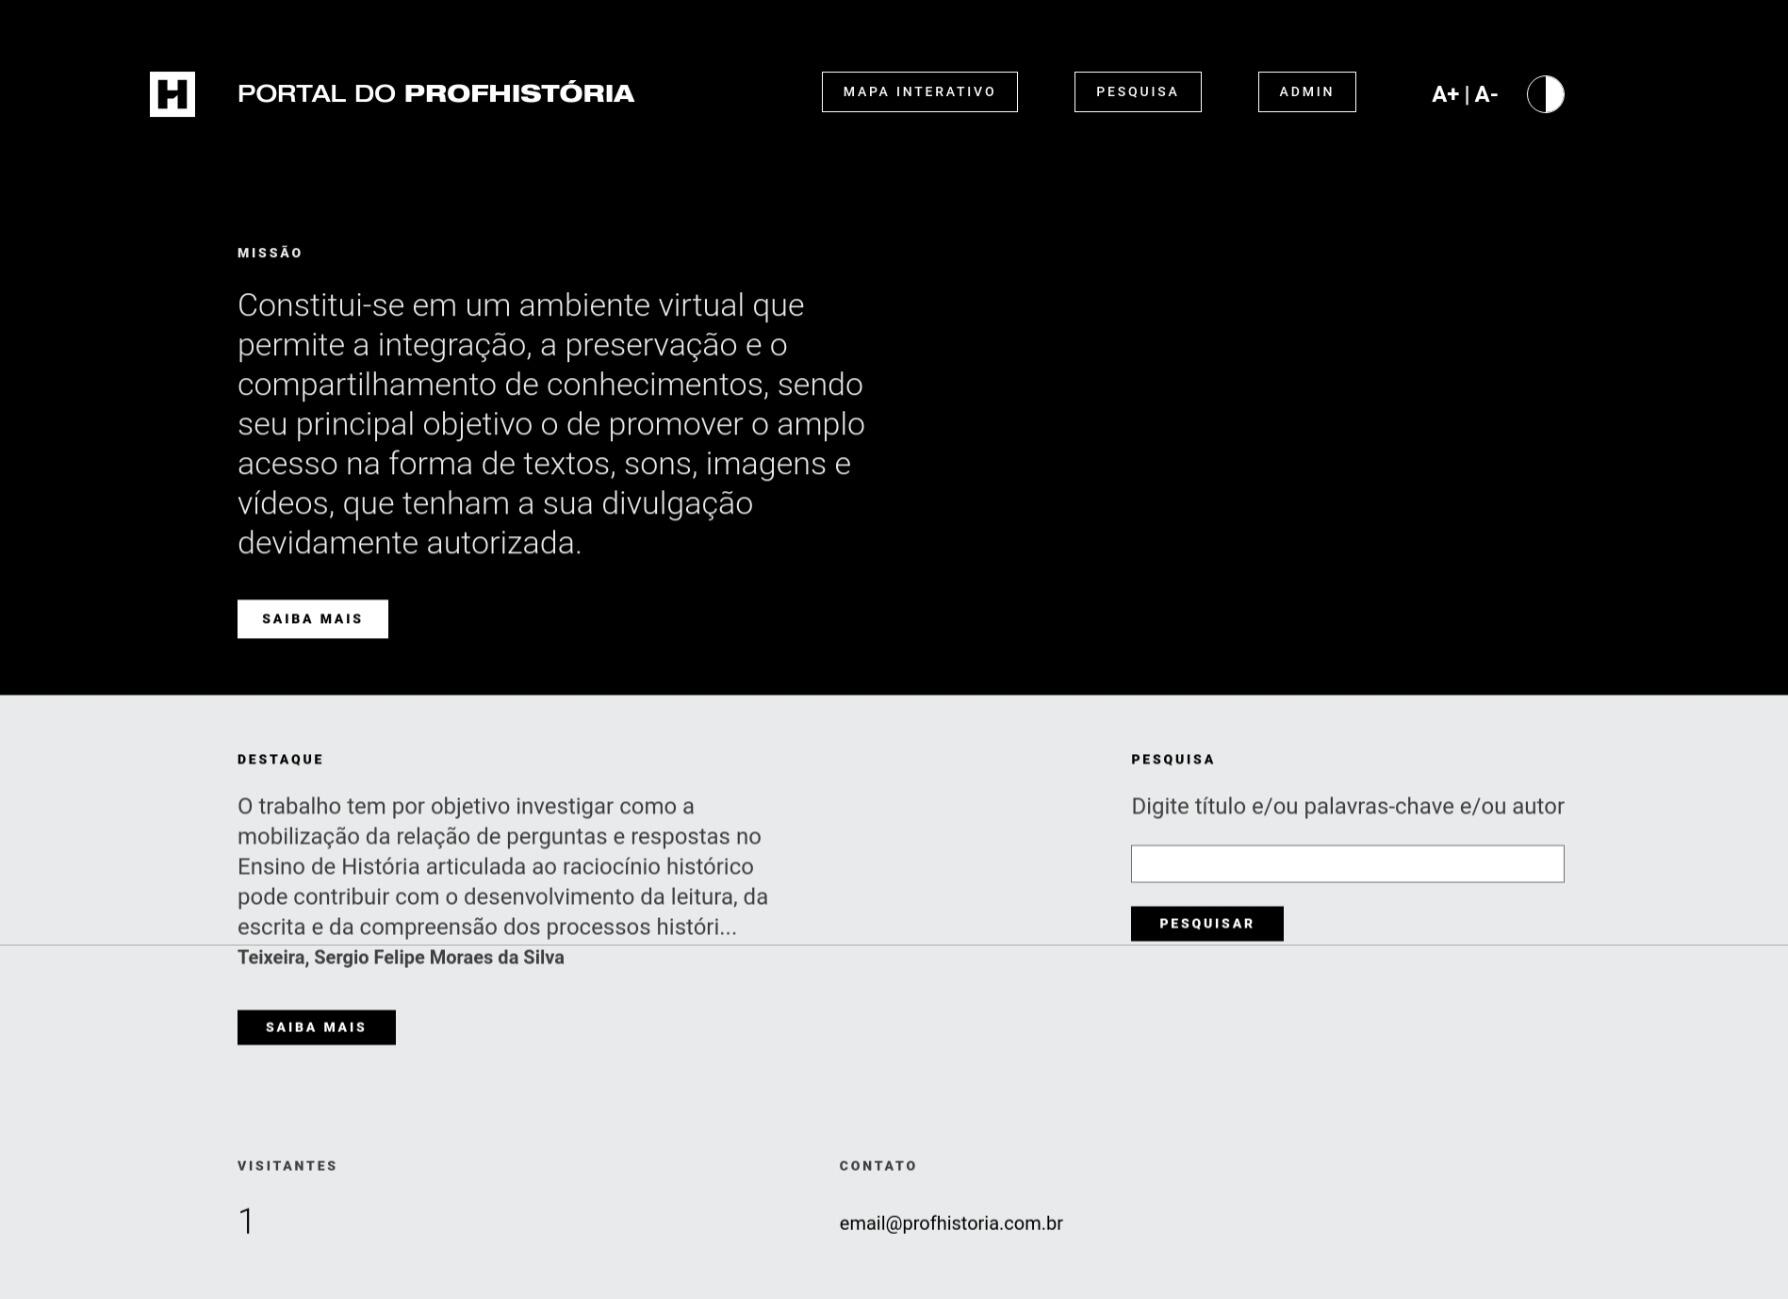 H
PORTAL DO PROFHISTÓRIA
MAPA INTERATIVO
PESQUISA
ADMIN
A+ | A-
MISSÃO
Constitui-se em um ambiente virtual que
permite a integração, a preservação e o
compartilhamento de conhecimentos, sendo
seu principal objetivo o de promover o amplo
acesso na forma de textos, sons, imagens e
vídeos, que tenham a sua divulgação
devidamente autorizada.
SAIBA MAIS
DESTAQUE
O trabalho tem por objetivo investigar como a
mobilização da relação de perguntas e respostas no
Ensino de História articulada ao raciocínio histórico
pode contribuir com o desenvolvimento da leitura, da
escrita e da compreensão dos processos históri...
Teixeira, Sergio Felipe Moraes da Silva
SAIBA MAIS
PESQUISA
Digite título e/ou palavras-chave e/ou autor
PESQUISAR
VISITANTES
1
CONTATO
email@profhistoria.com.br